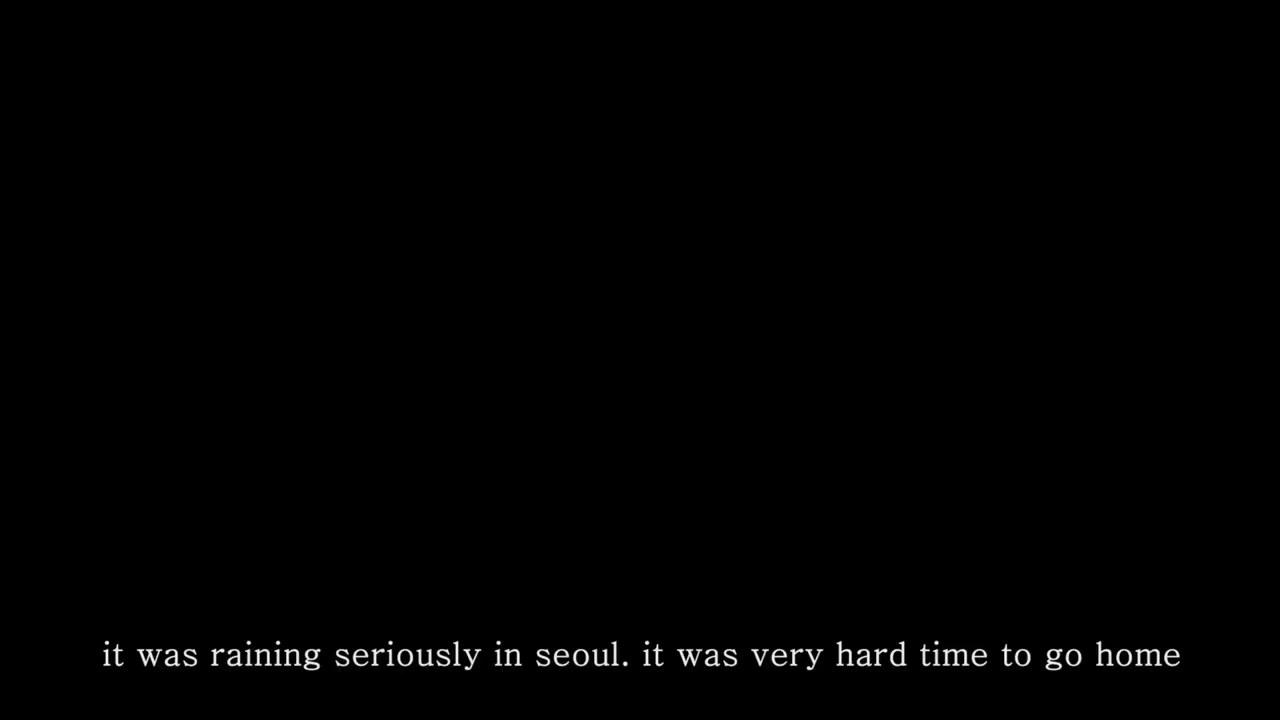 it was raining seriously in seoul. it was very hard time to go home